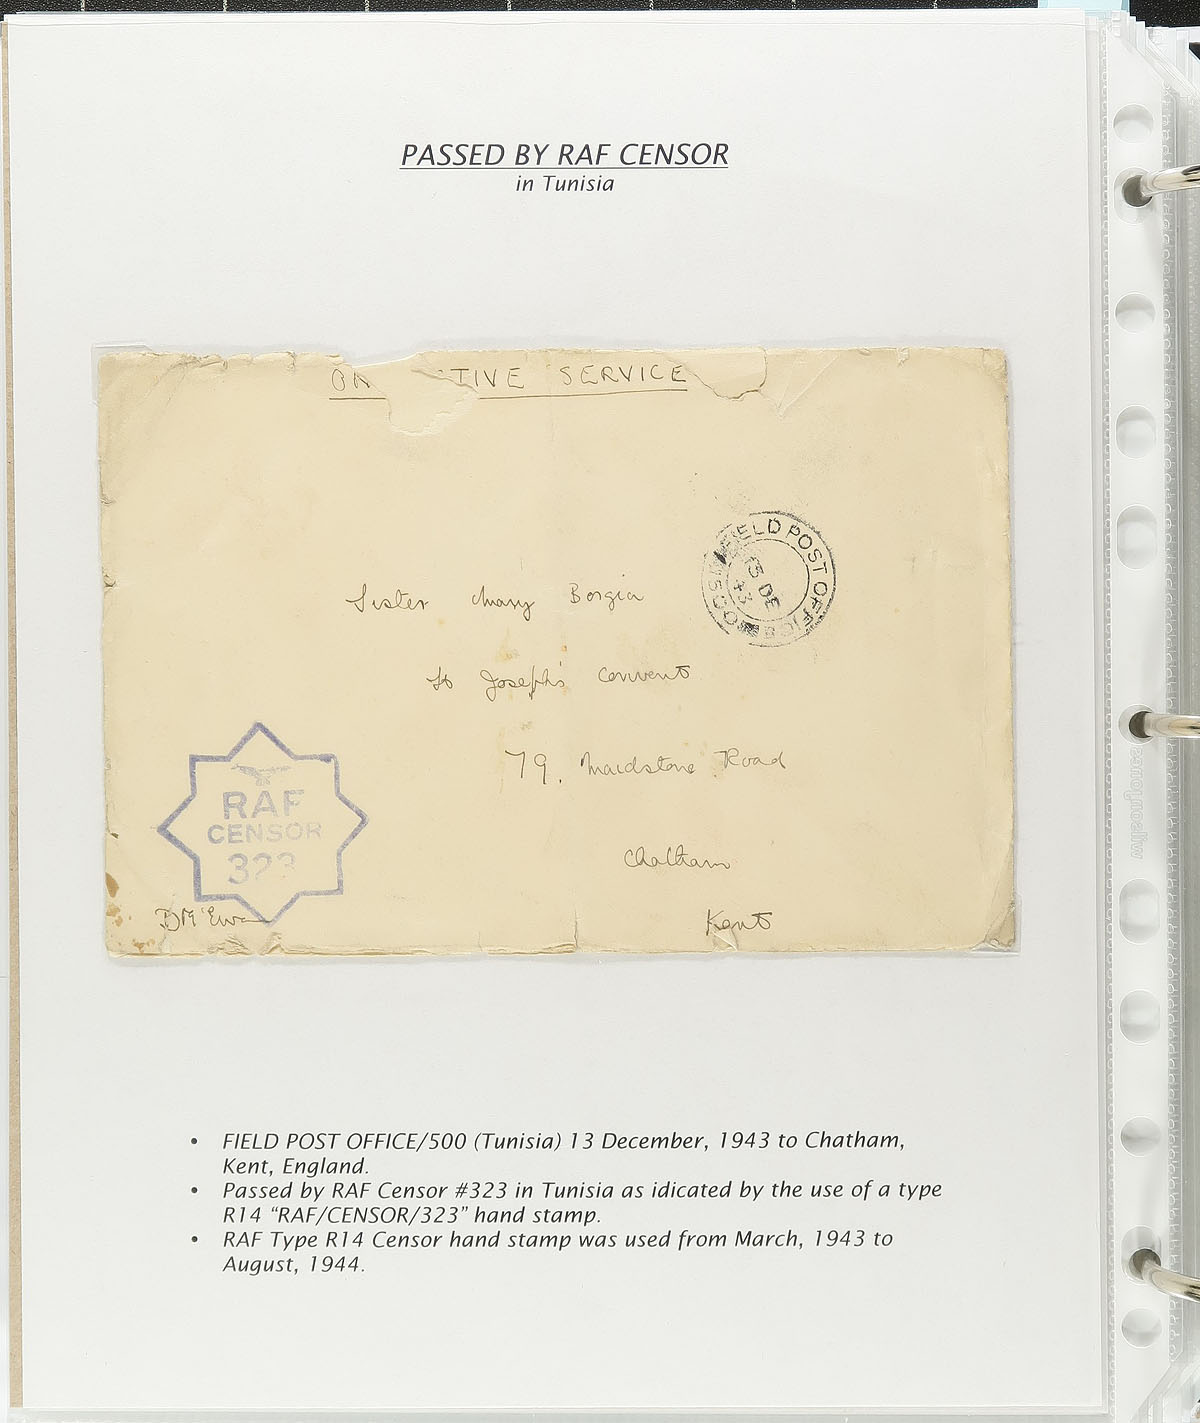 PASSED BY RAF CENSOR
in Tunisia
ON TIVE SERVICE
FIELD POST OFFICE
13 DE
43
Sister Mary Borgia
St Joseph's Convent
79. Maidstone Road
Chatham
Kent
RAF
CENSOR
323
D McEwan
• FIELD POST OFFICE/500 (Tunisia) 13 December, 1943 to Chatham,
Kent, England.
• Passed by RAF Censor #323 in Tunisia as idicated by the use of a type
R14 “RAF/CENSOR/323” hand stamp.
• RAF Type R14 Censor hand stamp was used from March, 1943 to
August, 1944.